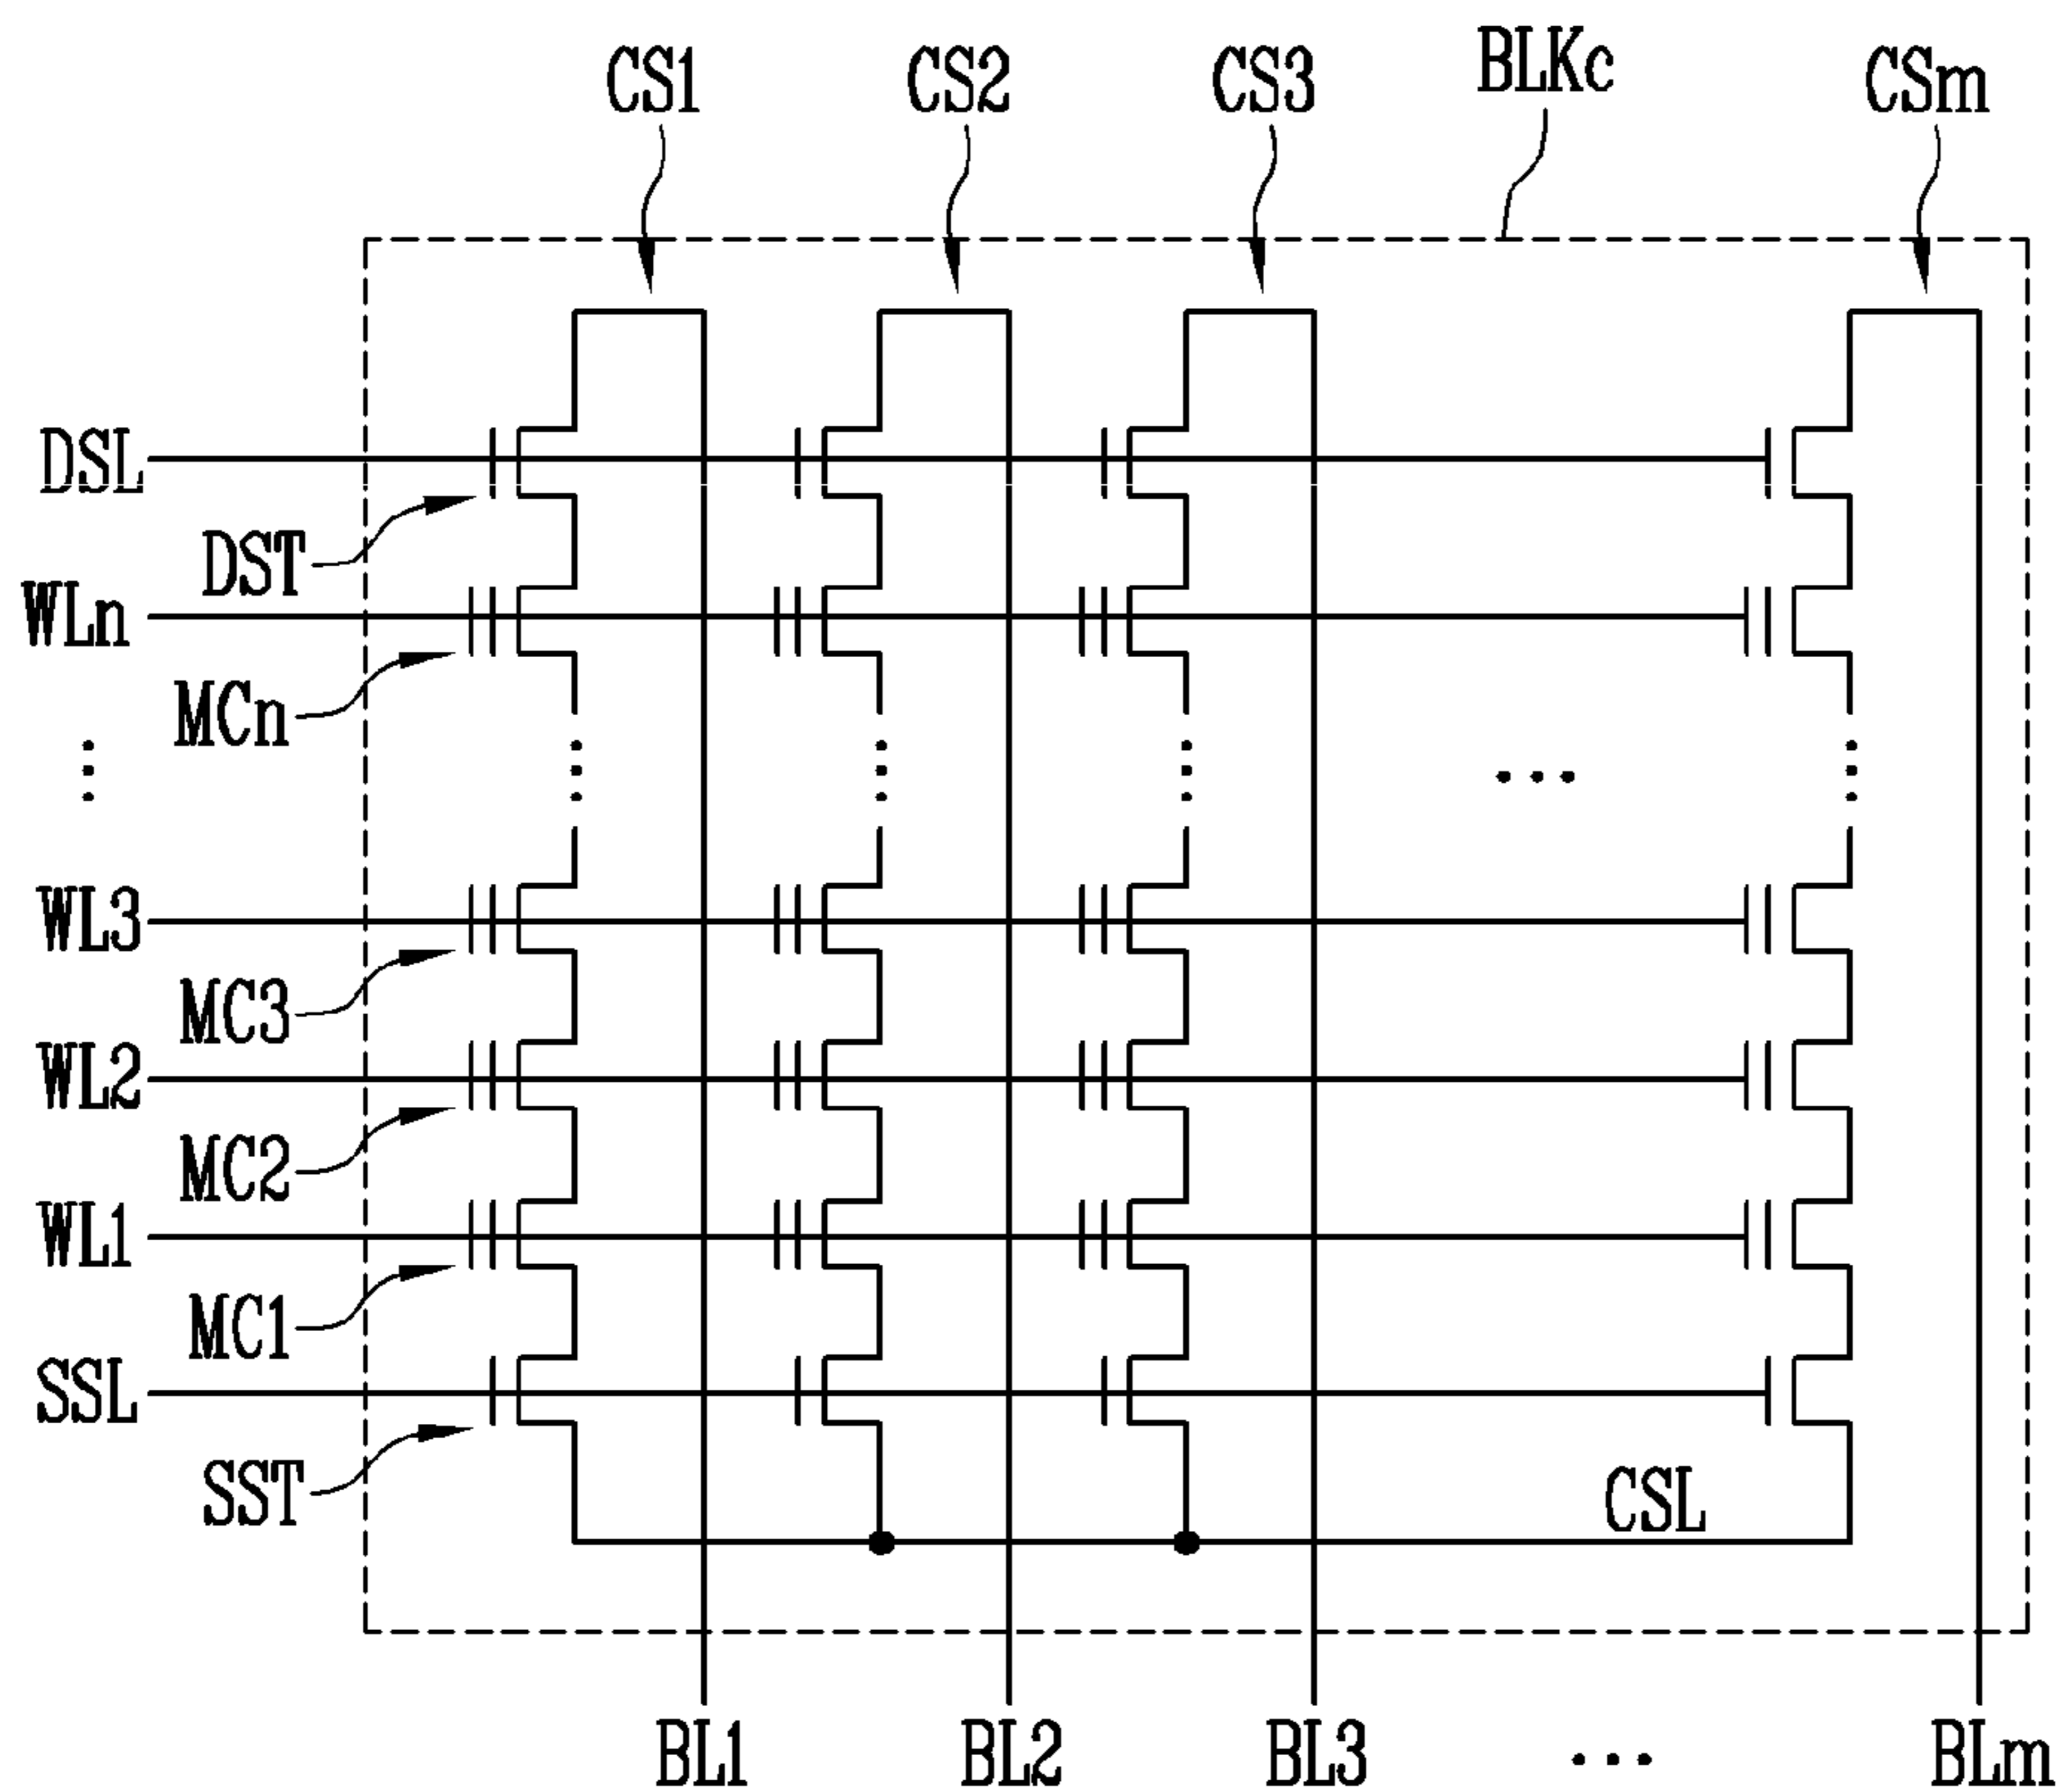 CS1 CS2 CS3 BLKc CSm
DSL
DST
WLn
MCn
WL3
MC3
WL2
MC2
WL1
MC1
SSL
SST
CSL
BL1 BL2 BL3 ... BLm